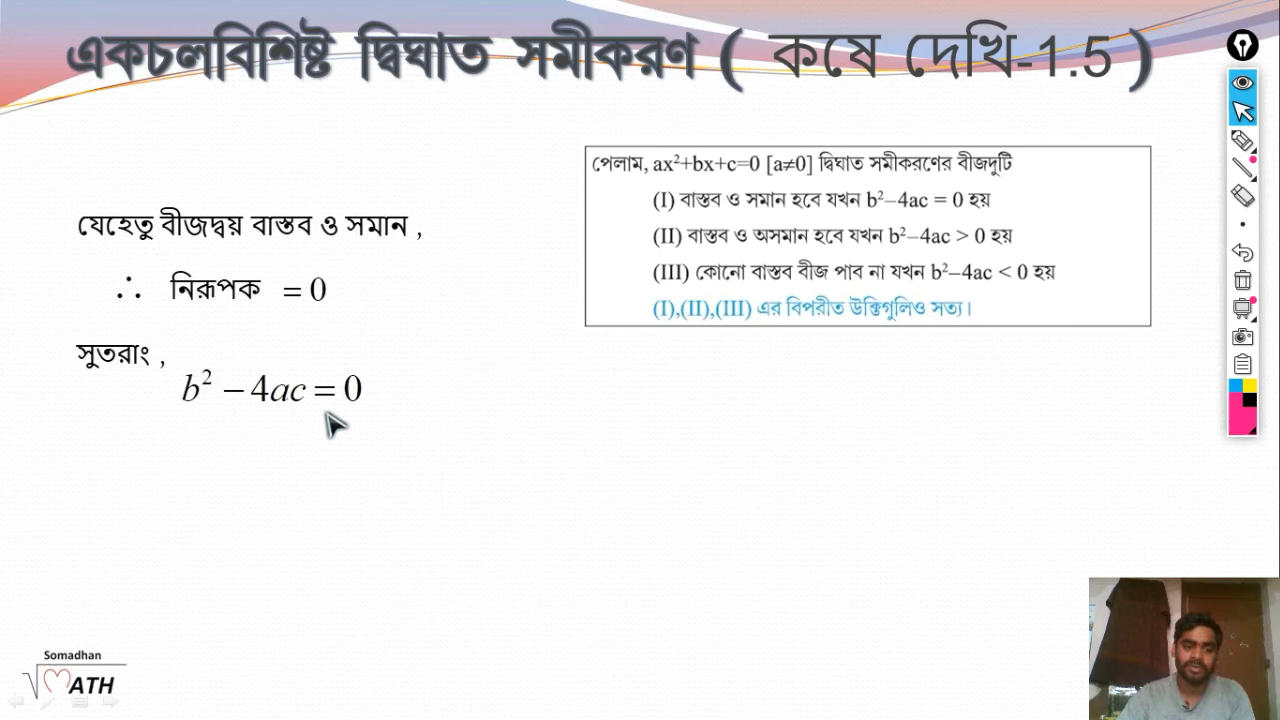 একচলবিশিষ্ট দ্বিঘাত সমীকরণ ( কষে দেখি-1.5 )
যেহেতু বীজদ্বয় বাস্তব ও সমান ,
∴ নিরূপক = 0
সুতরাং ,
b² − 4ac = 0
পেলাম, ax²+bx+c=0 [a≠0] দ্বিঘাত সমীকরণের বীজদুটি
(I) বাস্তব ও সমান হবে যখন b²–4ac = 0 হয়
(II) বাস্তব ও অসমান হবে যখন b²–4ac > 0 হয়
(III) কোনো বাস্তব বীজ পাব না যখন b²–4ac < 0 হয়
(I),(II),(III) এর বিপরীত উক্তিগুলিও সত্য।
Somadhan
√♡ATH